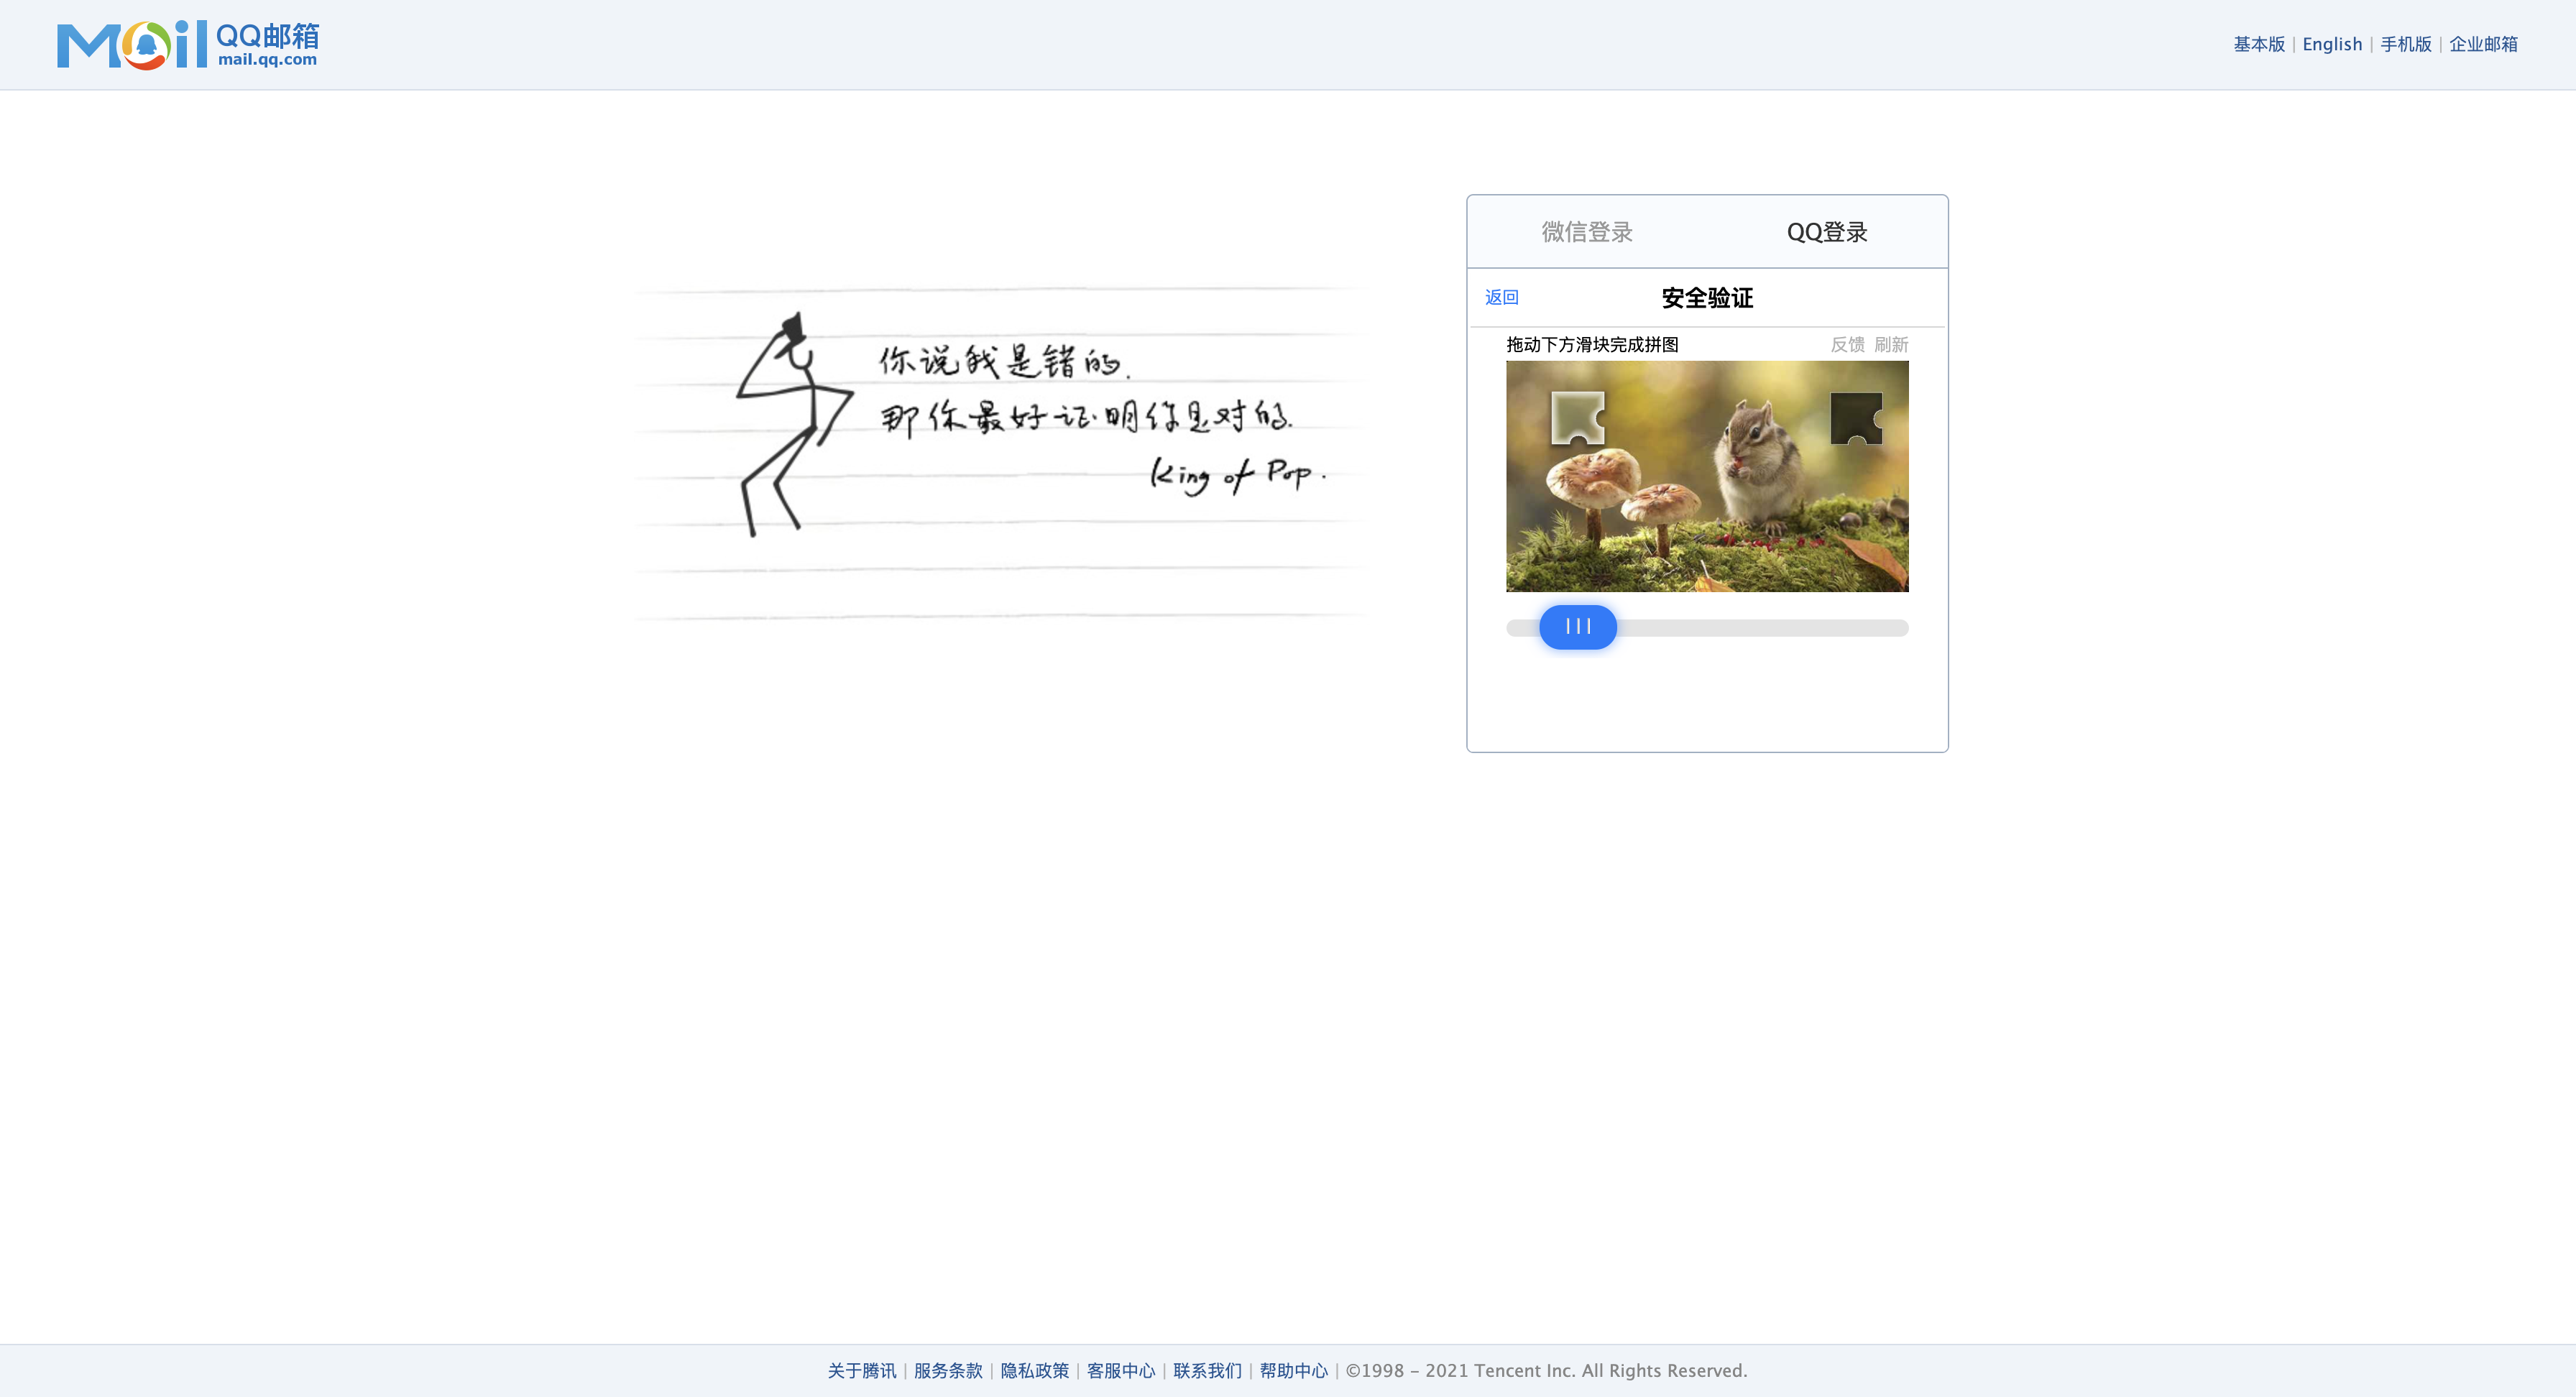 Mail QQ邮箱
mail.qq.com
基本版 | English | 手机版 | 企业邮箱
你说我是错的.
那你最好证明你是对的.
King of Pop.
微信登录 QQ登录
返回 安全验证
拖动下方滑块完成拼图 反馈 刷新
关于腾讯 | 服务条款 | 隐私政策 | 客服中心 | 联系我们 | 帮助中心 | ©1998 - 2021 Tencent Inc. All Rights Reserved.